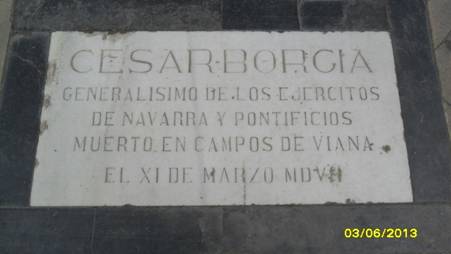 CESAR·BORGIA
GENERALISIMO DE LOS EJERCITOS
DE NAVARRA Y PONTIFICIOS
MUERTO EN CAMPOS DE VIANA
EL XI DE MARZO MDVII
03/06/2013